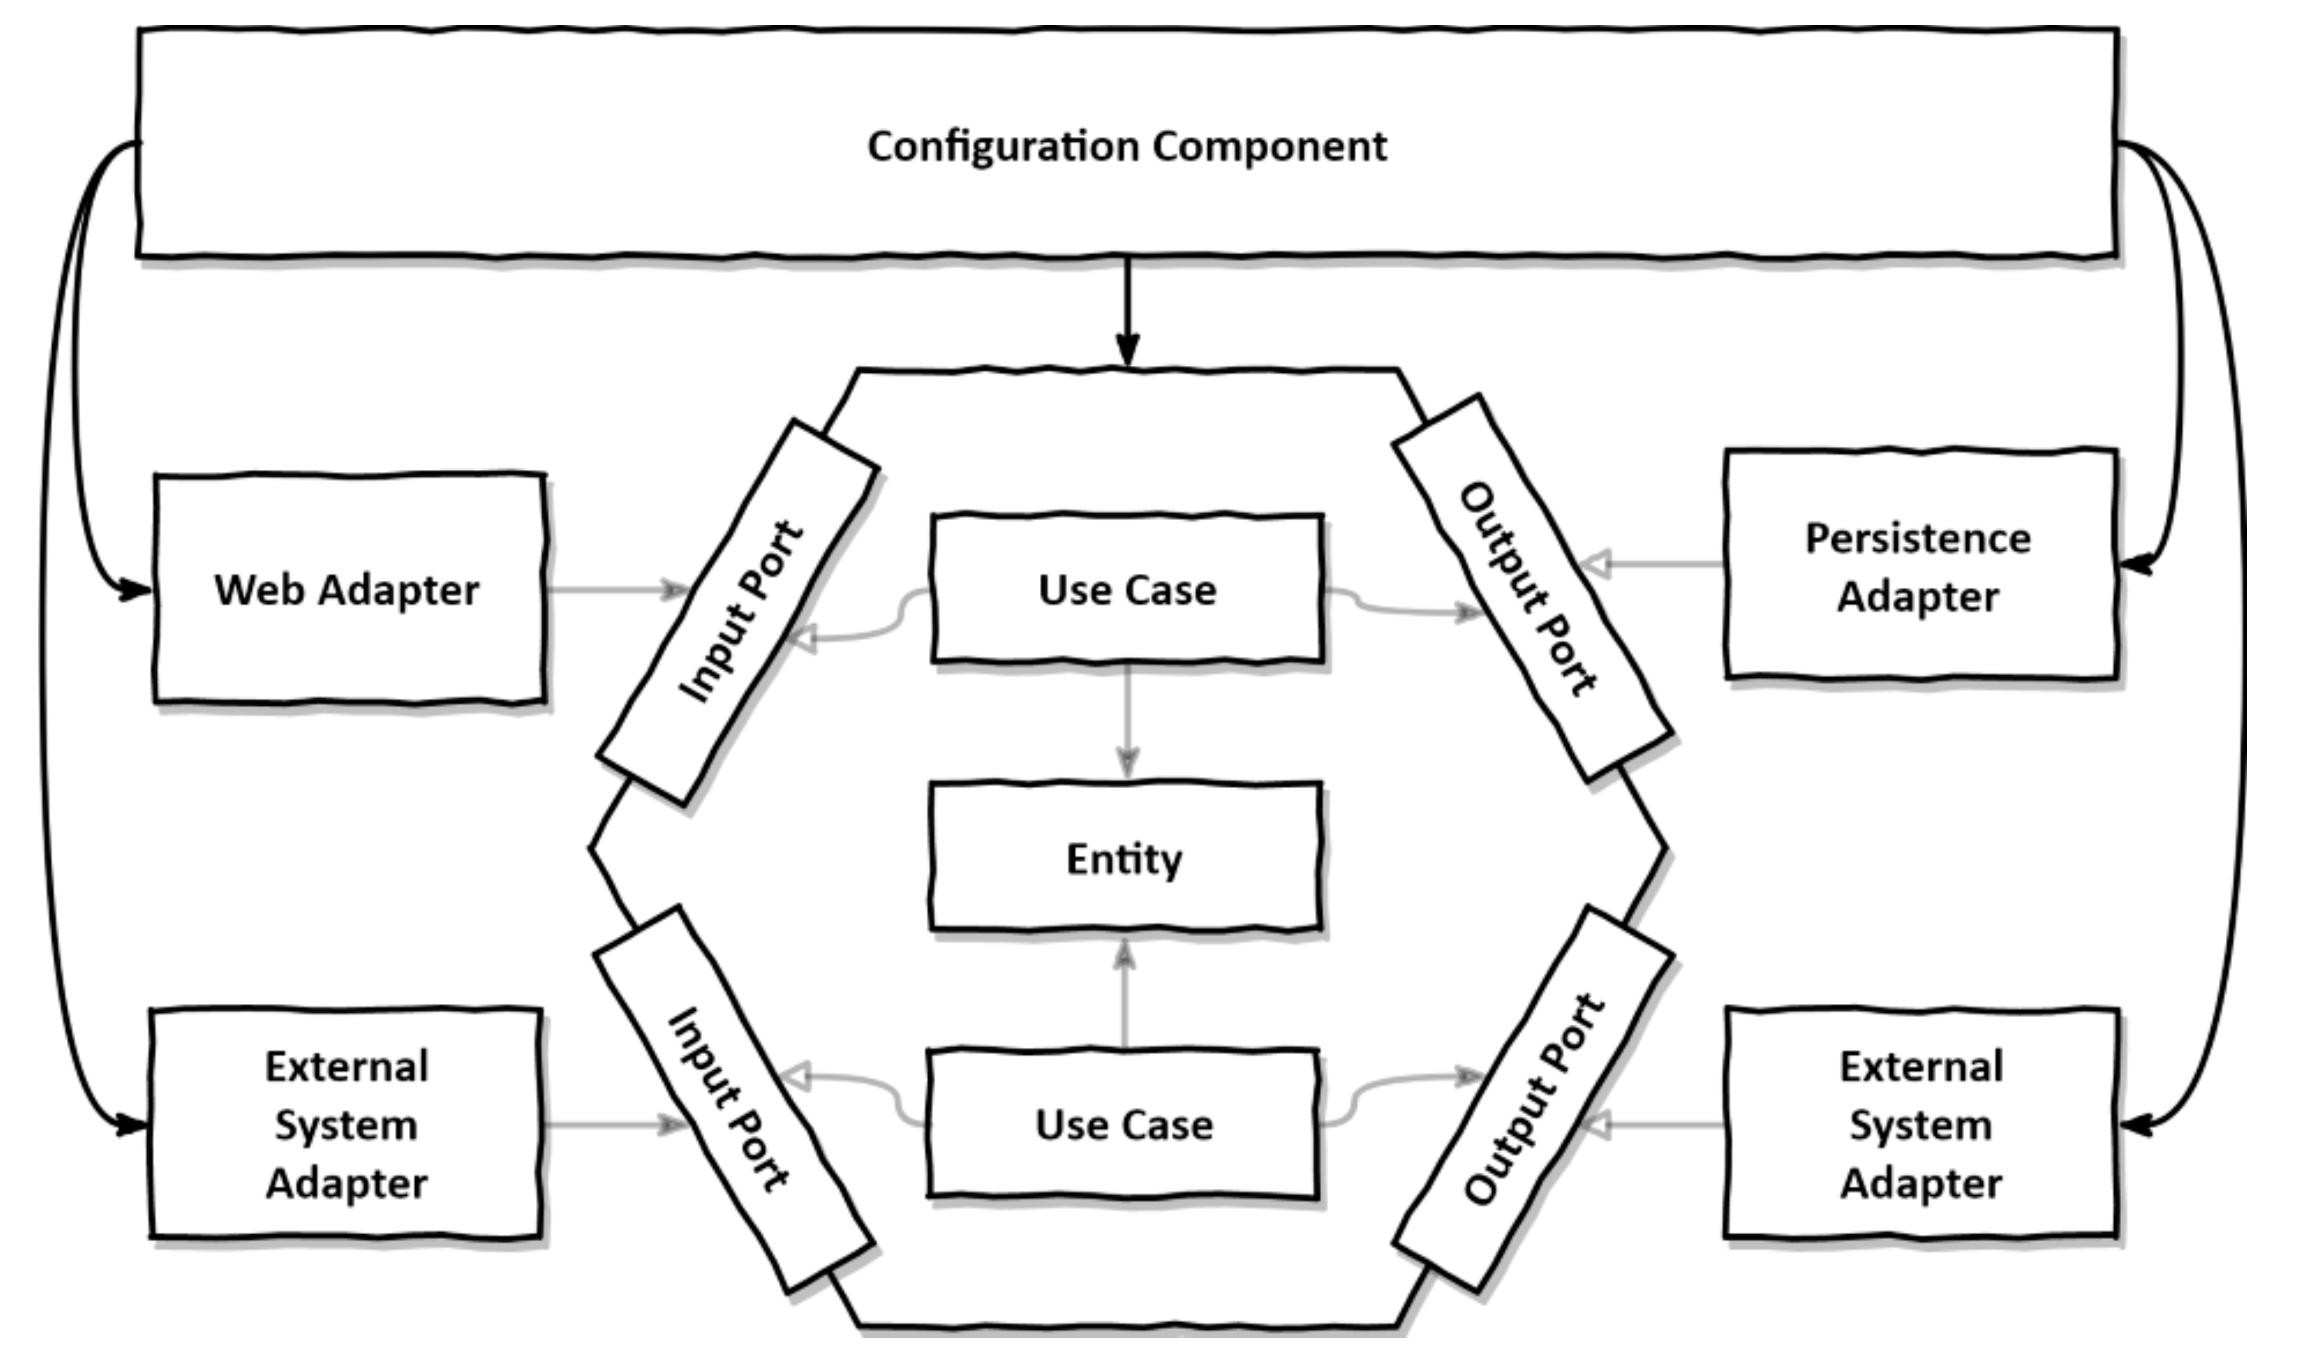 Configuration Component
Web Adapter
Input Port
Use Case
Output Port
Persistence
Adapter
Entity
External
System
Adapter
Input Port
Use Case
Output Port
External
System
Adapter